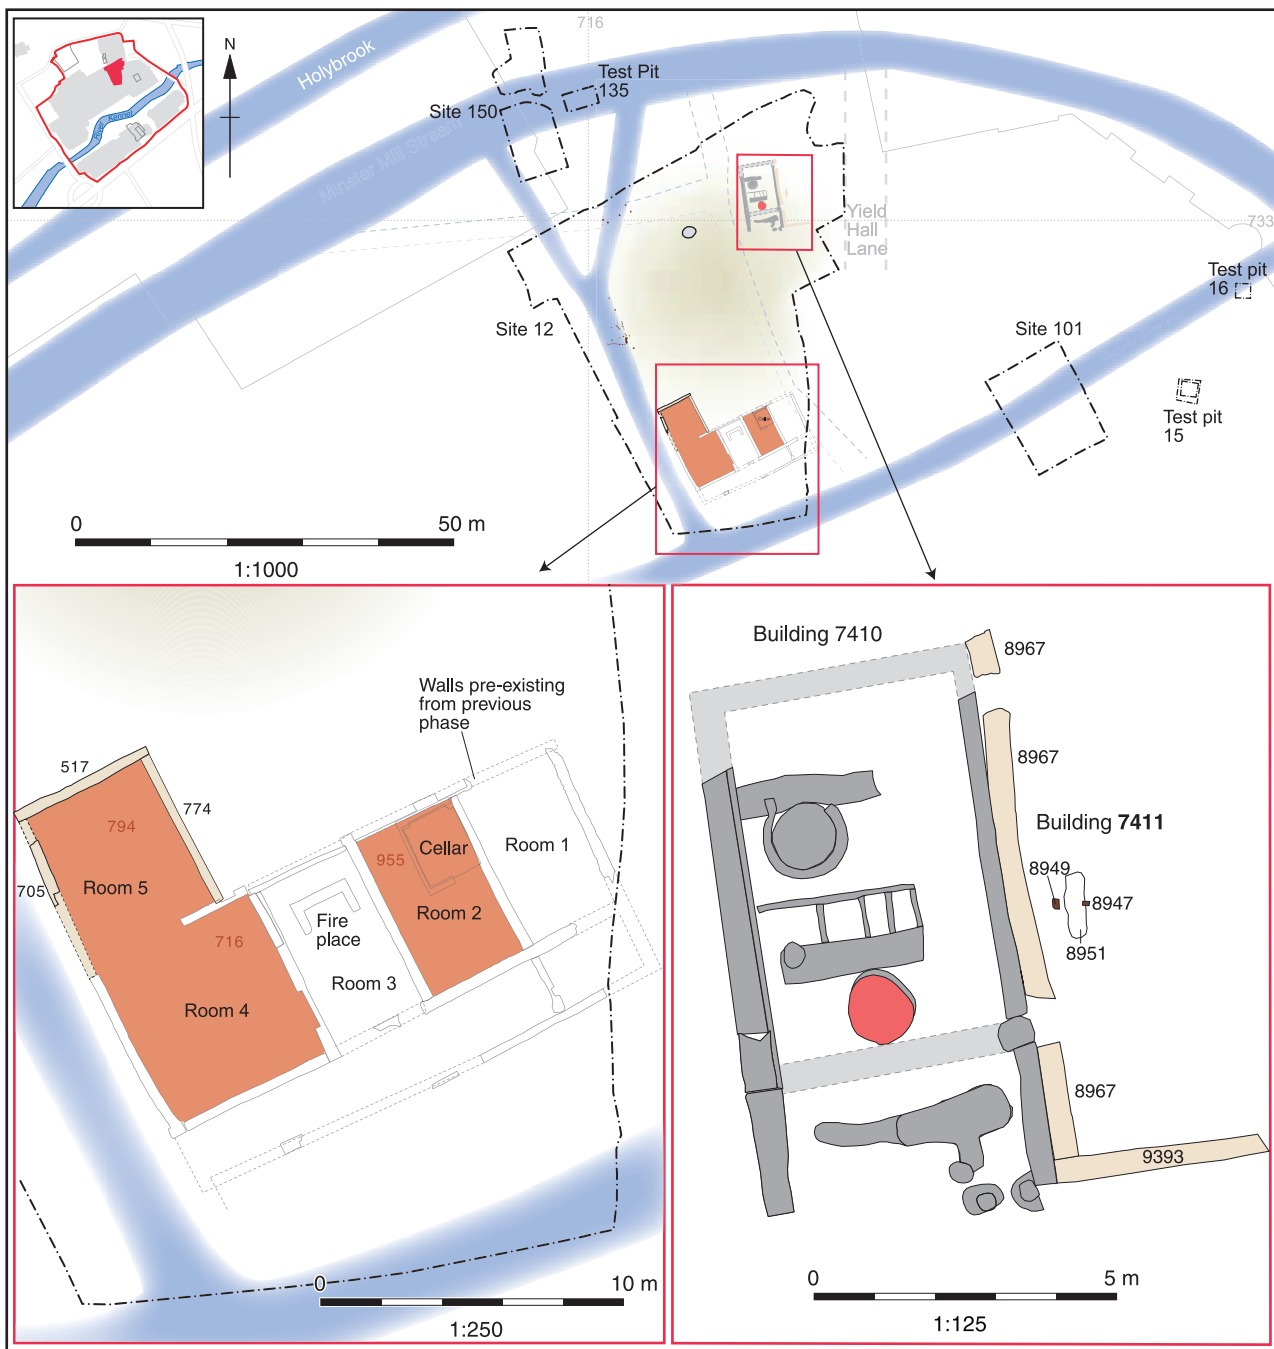 716
N
Holybrook
Test Pit
135
Site 150
Minster Mill Stream
Yield
Hall
Lane
733
Test pit
16
Site 12
Site 101
Test pit
15
0 50 m
1:1000
Walls pre-existing
from previous
phase
517
774
794
705
Room 5
Cellar
955
Room 1
Room 2
716
Fire
place
Room 3
Room 4
0 10 m
1:250
Building 7410
8967
8967
Building 7411
8949
8947
8951
8967
9393
0 5 m
1:125